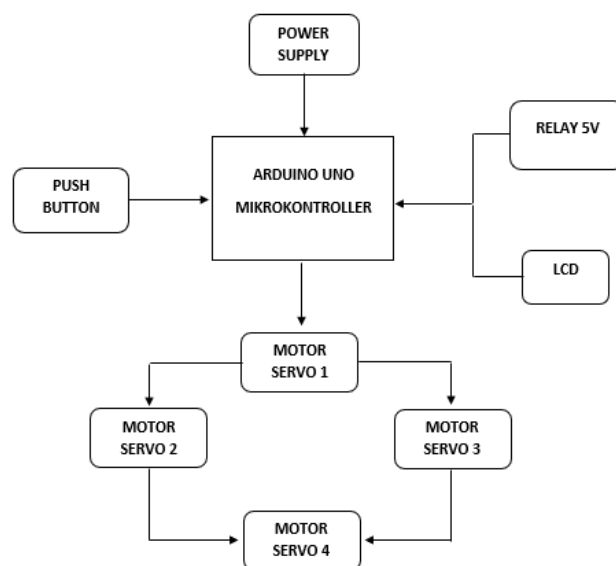 POWER
SUPPLY
RELAY 5V
ARDUINO UNO
MIKROKONTROLLER
PUSH
BUTTON
LCD
MOTOR
SERVO 1
MOTOR
SERVO 2
MOTOR
SERVO 3
MOTOR
SERVO 4